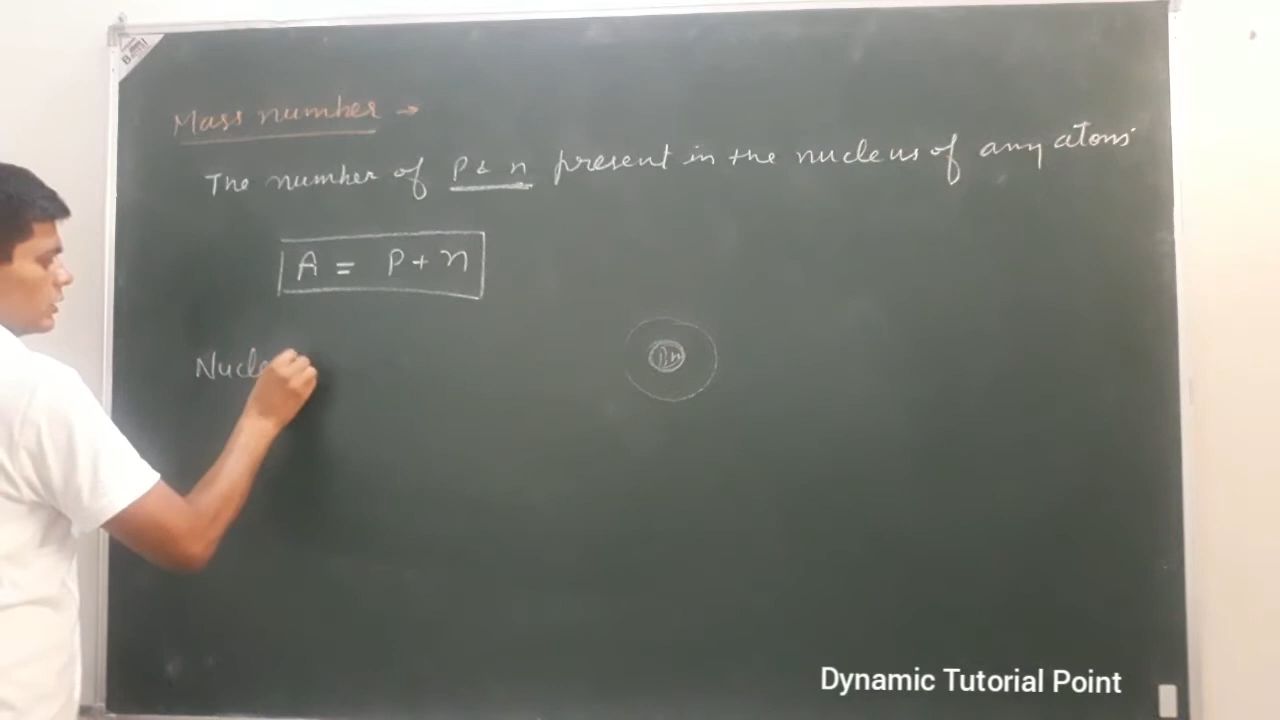 Mass number →
The number of P & n present in the nucleus of any atoms
A = P + n
Nucle
P, n
Dynamic Tutorial Point